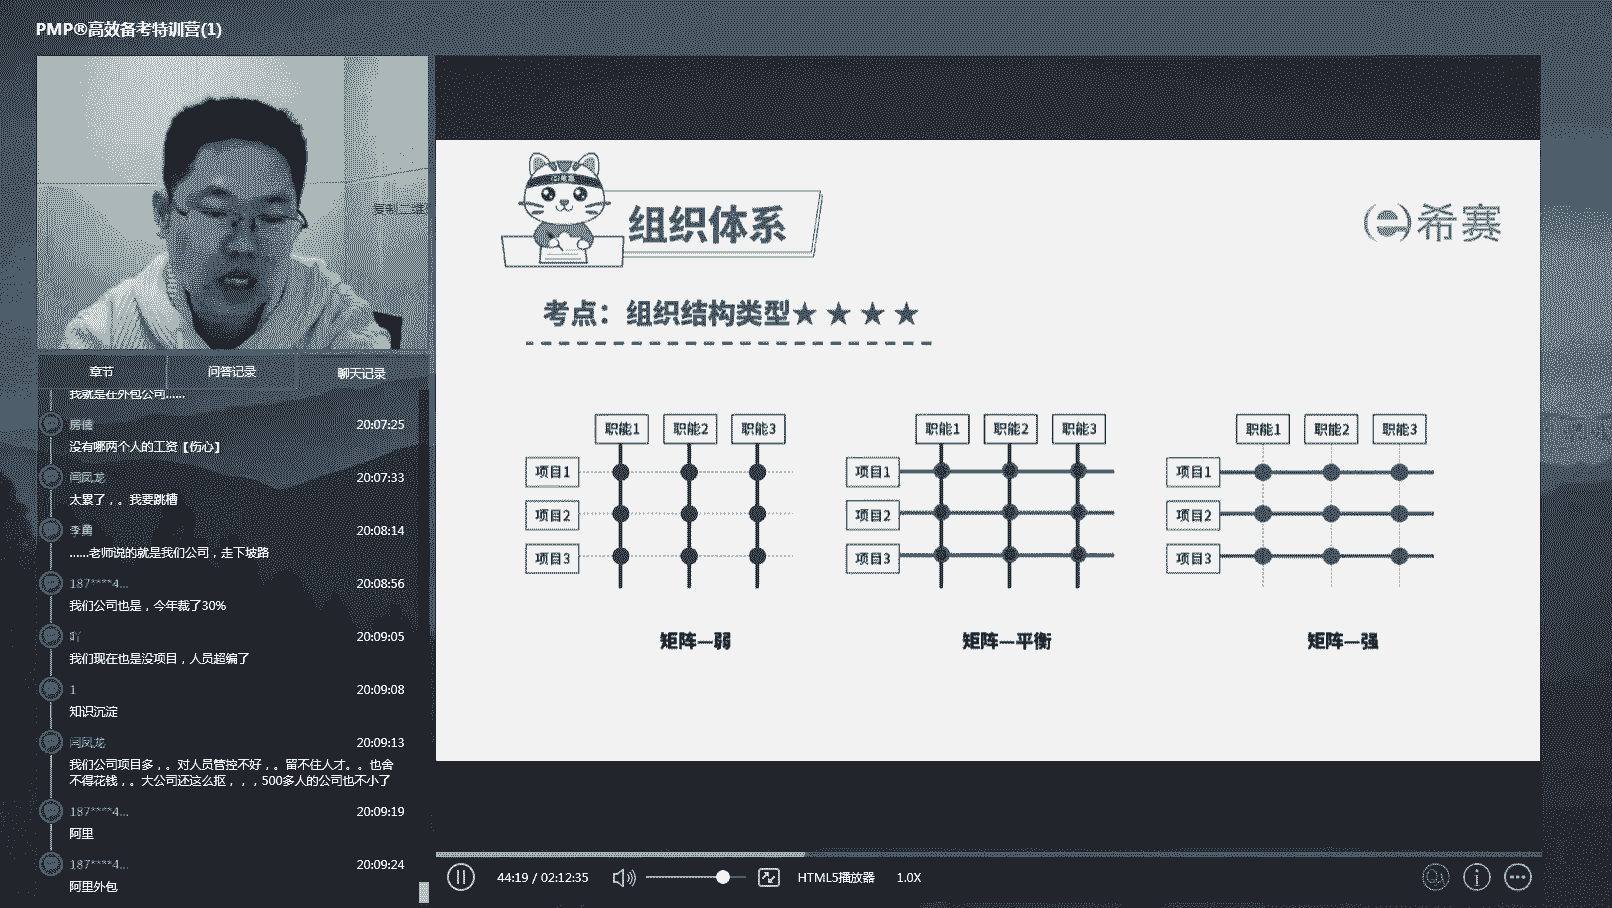 PMP®高效备考特训营(1)
章节
问答记录
聊天记录
我就是在外包公司......
房德
20:07:25
没有哪两个人的工资【伤心】
闫凤龙
20:07:33
太累了，。我要跳槽
李勇
20:08:14
......老师说的就是我们公司，走下坡路
187****4...
20:08:56
我们公司也是，今年裁了30%
吖
20:09:05
我们现在也是没项目，人员超编了
1
20:09:08
知识沉淀
闫凤龙
20:09:13
我们公司项目多，。对人员管控不好，。留不住人才。。也舍
不得花钱，。大公司还这么抠，，，500多人的公司也不小了
187****4...
20:09:19
阿里
187****4...
20:09:24
阿里外包
组织体系
希赛
考点：组织结构类型★ ★ ★ ★
职能1 职能2 职能3
项目1
项目2
项目3
矩阵—弱
职能1 职能2 职能3
项目1
项目2
项目3
矩阵—平衡
职能1 职能2 职能3
项目1
项目2
项目3
矩阵—强
44:19 / 02:12:35
HTML5播放器
1.0X